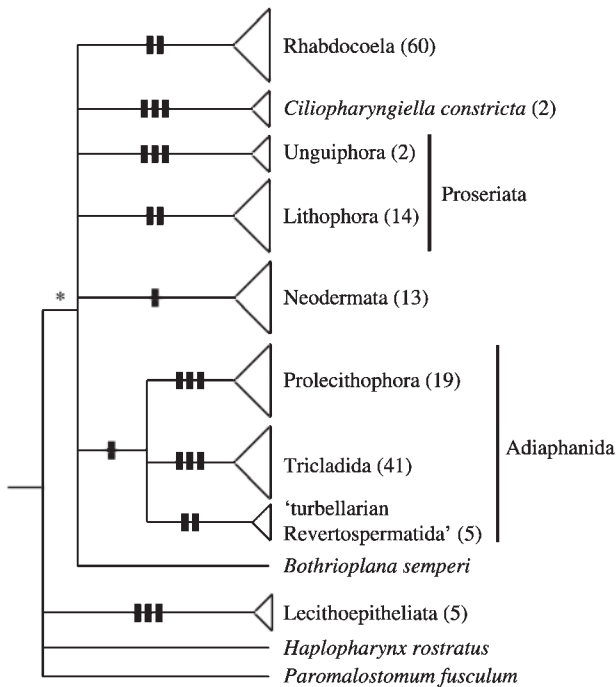 Rhabdocoela (60)
Ciliopharyngiella constricta (2)
Unguiphora (2)
Proseriata
Lithophora (14)
*
Neodermata (13)
Prolecithophora (19)
Adiaphanida
Tricladida (41)
‘turbellarian
Revertospermatida’ (5)
Bothrioplana semperi
Lecithoepitheliata (5)
Haplopharynx rostratus
Paromalostomum fusculum